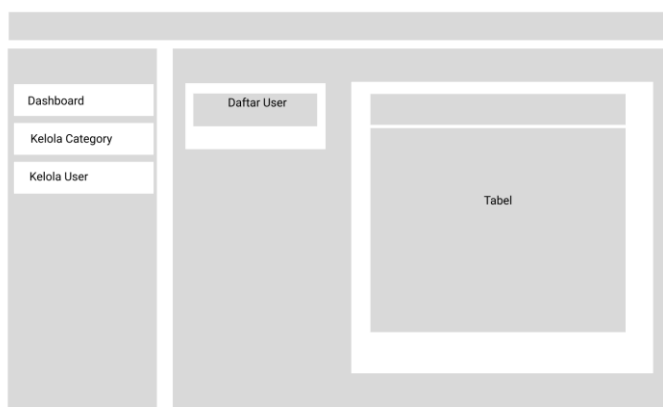 Dashboard
Kelola Category
Kelola User
Daftar User
Tabel